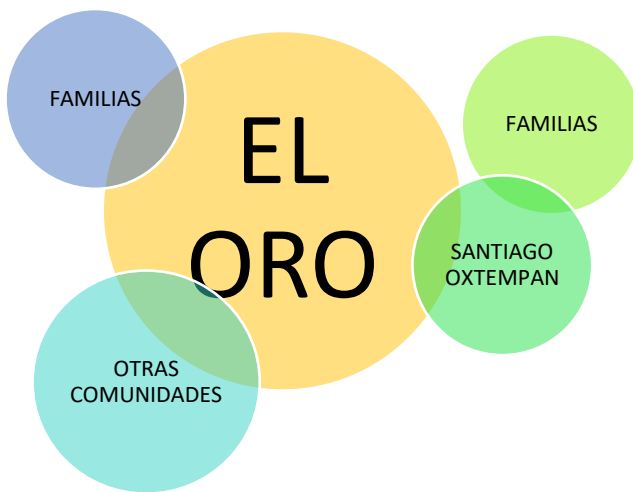 FAMILIAS
EL
ORO
FAMILIAS
SANTIAGO
OXTEMPAN
OTRAS
COMUNIDADES